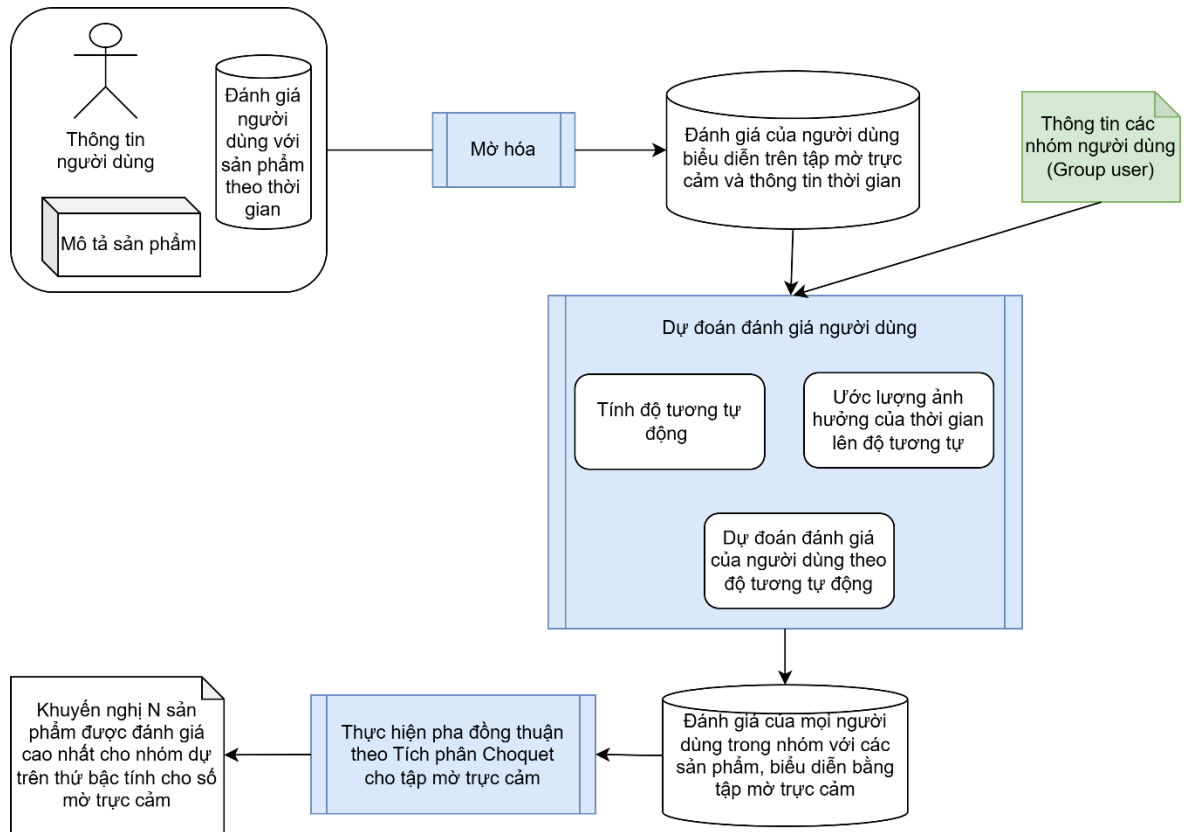 Thông tin
người dùng
Đánh giá
người
dùng với
sản phẩm
theo thời
gian
Mô tả sản phẩm
Mờ hóa
Đánh giá của người dùng
biểu diễn trên tập mờ trực
cảm và thông tin thời gian
Thông tin các
nhóm người dùng
(Group user)
Dự đoán đánh giá người dùng
Tính độ tương tự
động
Ước lượng ảnh
hưởng của thời gian
lên độ tương tự
Dự đoán đánh giá
của người dùng theo
độ tương tự động
Khuyến nghị N sản
phẩm được đánh giá
cao nhất cho nhóm dự
trên thứ bậc tính cho số
mờ trực cảm
Thực hiện pha đồng thuận
theo Tích phân Choquet
cho tập mờ trực cảm
Đánh giá của mọi người
dùng trong nhóm với các
sản phẩm, biểu diễn bằng
tập mờ trực cảm